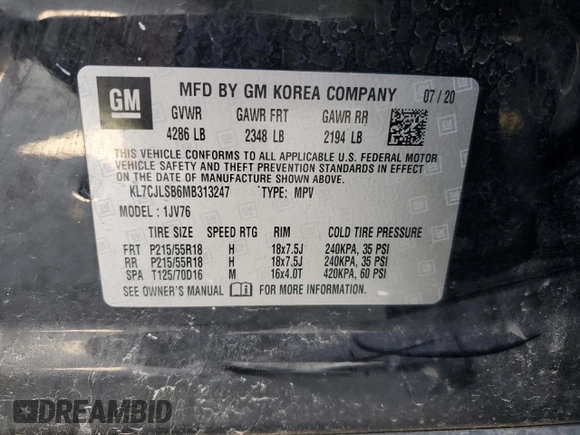 GM
MFD BY GM KOREA COMPANY 07 / 20
GVWR GAWR FRT GAWR RR
4286 LB 2348 LB 2194 LB
THIS VEHICLE CONFORMS TO ALL APPLICABLE U.S. FEDERAL MOTOR
VEHICLE SAFETY AND THEFT PREVENTION STANDARDS IN EFFECT ON
THE DATE OF MANUFACTURE SHOWN ABOVE.
KL7CJLSB6MB313247 TYPE: MPV
MODEL : 1JV76
TIRE SIZE SPEED RTG RIM COLD TIRE PRESSURE
FRT P215/55R18 H 18x7.5J 240KPA, 35 PSI
RR P215/55R18 H 18x7.5J 240KPA, 35 PSI
SPA T125/70D16 M 16x4.0T 420KPA, 60 PSI
SEE OWNER'S MANUAL FOR MORE INFORMATION.
DREAMBID